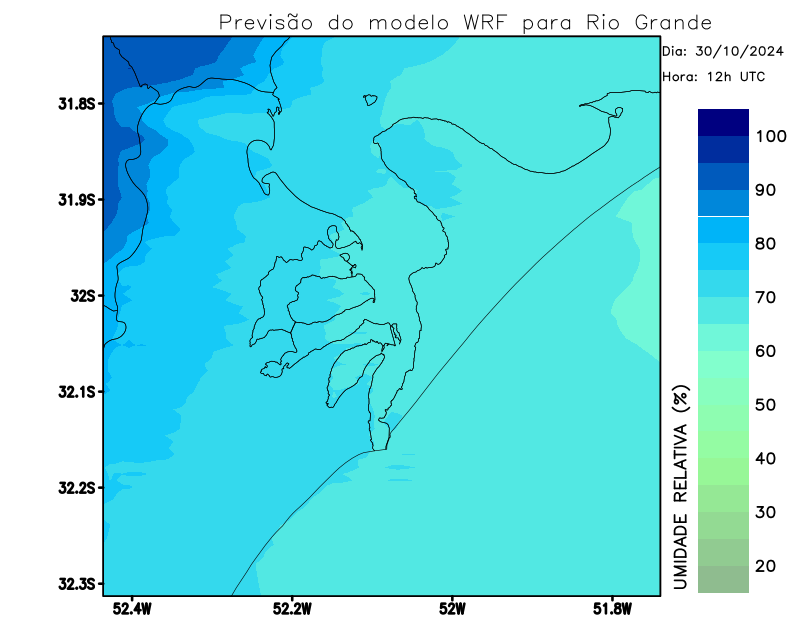 Previsão do modelo WRF para Rio Grande
Dia: 30/10/2024
Hora: 12h UTC
31.8S
31.9S
32S
32.1S
32.2S
32.3S
52.4W
52.2W
52W
51.8W
100
90
80
70
60
50
40
30
20
UMIDADE RELATIVA (%)